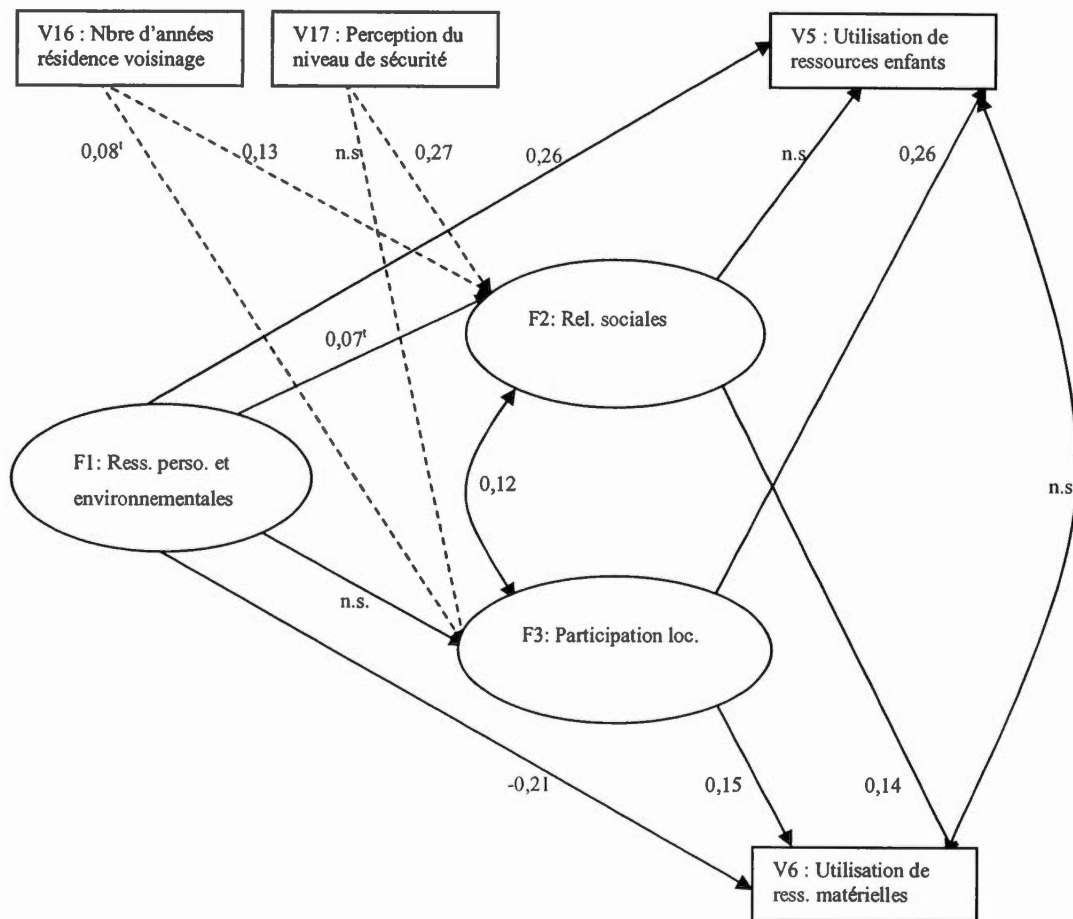 V16 : Nbre d'années
résidence voisinage
V17 : Perception du
niveau de sécurité
V5 : Utilisation de
ressources enfants
0,08ᵗ
0,13
n.s
0,27
0,26
n.s
0,26
F2: Rel. sociales
0,07ᵗ
F1: Ress. perso. et
environnementales
0,12
n.s
n.s.
F3: Participation loc.
-0,21
0,15
0,14
V6 : Utilisation de
ress. matérielles